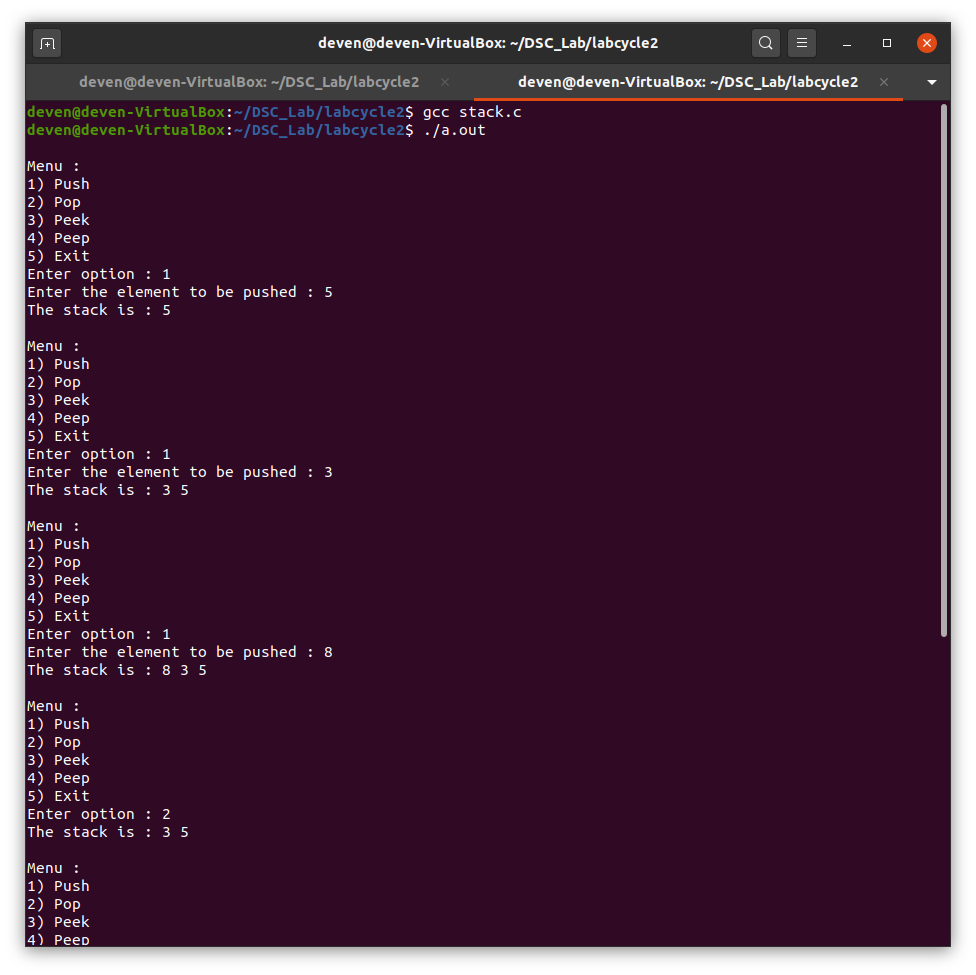 deven@deven-VirtualBox: ~/DSC_Lab/labcycle2
deven@deven-VirtualBox: ~/DSC_Lab/labcycle2
deven@deven-VirtualBox: ~/DSC_Lab/labcycle2
deven@deven-VirtualBox:~/DSC_Lab/labcycle2$ gcc stack.c
deven@deven-VirtualBox:~/DSC_Lab/labcycle2$ ./a.out
Menu :
1) Push
2) Pop
3) Peek
4) Peep
5) Exit
Enter option : 1
Enter the element to be pushed : 5
The stack is : 5
Menu :
1) Push
2) Pop
3) Peek
4) Peep
5) Exit
Enter option : 1
Enter the element to be pushed : 3
The stack is : 3 5
Menu :
1) Push
2) Pop
3) Peek
4) Peep
5) Exit
Enter option : 1
Enter the element to be pushed : 8
The stack is : 8 3 5
Menu :
1) Push
2) Pop
3) Peek
4) Peep
5) Exit
Enter option : 2
The stack is : 3 5
Menu :
1) Push
2) Pop
3) Peek
4) Peep